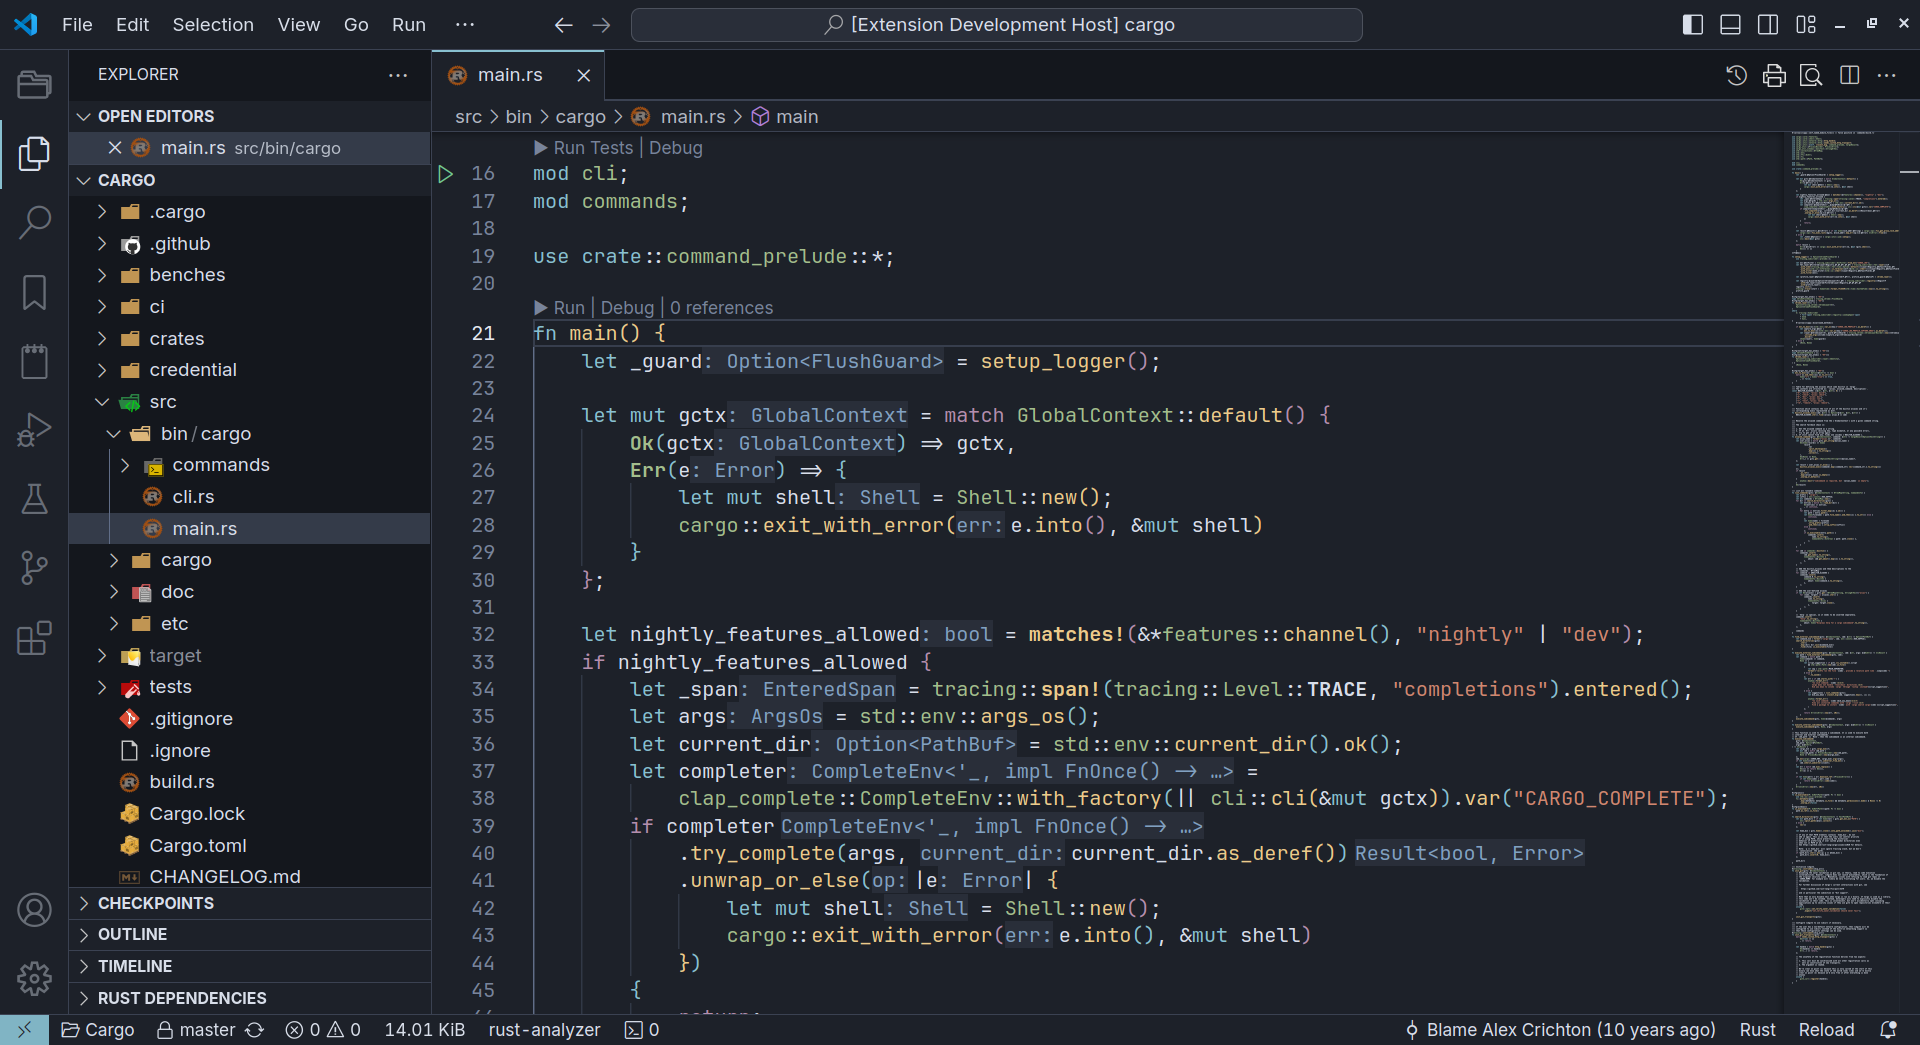 File Edit Selection View Go Run ···
[Extension Development Host] cargo
EXPLORER
OPEN EDITORS
main.rs src/bin/cargo
CARGO
.cargo
.github
benches
ci
crates
credential
src
bin / cargo
commands
cli.rs
main.rs
cargo
doc
etc
target
tests
.gitignore
.ignore
build.rs
Cargo.lock
Cargo.toml
CHANGELOG.md
CHECKPOINTS
OUTLINE
TIMELINE
RUST DEPENDENCIES
main.rs
src > bin > cargo > main.rs > main
Run Tests | Debug
16 mod cli;
17 mod commands;
18
19 use crate::command_prelude::*;
20
Run | Debug | 0 references
21 fn main() {
22 let _guard: Option<FlushGuard> = setup_logger();
23
24 let mut gctx: GlobalContext = match GlobalContext::default() {
25 Ok(gctx: GlobalContext) => gctx,
26 Err(e: Error) => {
27 let mut shell: Shell = Shell::new();
28 cargo::exit_with_error(err: e.into(), &mut shell)
29 }
30 };
31
32 let nightly_features_allowed: bool = matches!(&*features::channel(), "nightly" | "dev");
33 if nightly_features_allowed {
34 let _span: EnteredSpan = tracing::span!(tracing::Level::TRACE, "completions").entered();
35 let args: ArgsOs = std::env::args_os();
36 let current_dir: Option<PathBuf> = std::env::current_dir().ok();
37 let completer: CompleteEnv<'_, impl FnOnce() -> …> =
38 clap_complete::CompleteEnv::with_factory(|| cli::cli(&mut gctx)).var("CARGO_COMPLETE");
39 if completer CompleteEnv<'_, impl FnOnce() -> …>
40 .try_complete(args, current_dir: current_dir.as_deref()) Result<bool, Error>
41 .unwrap_or_else(op: |e: Error| {
42 let mut shell: Shell = Shell::new();
43 cargo::exit_with_error(err: e.into(), &mut shell)
44 })
45 {
Cargo master 0 0 14.01 KiB rust-analyzer 0
Blame Alex Crichton (10 years ago) Rust Reload